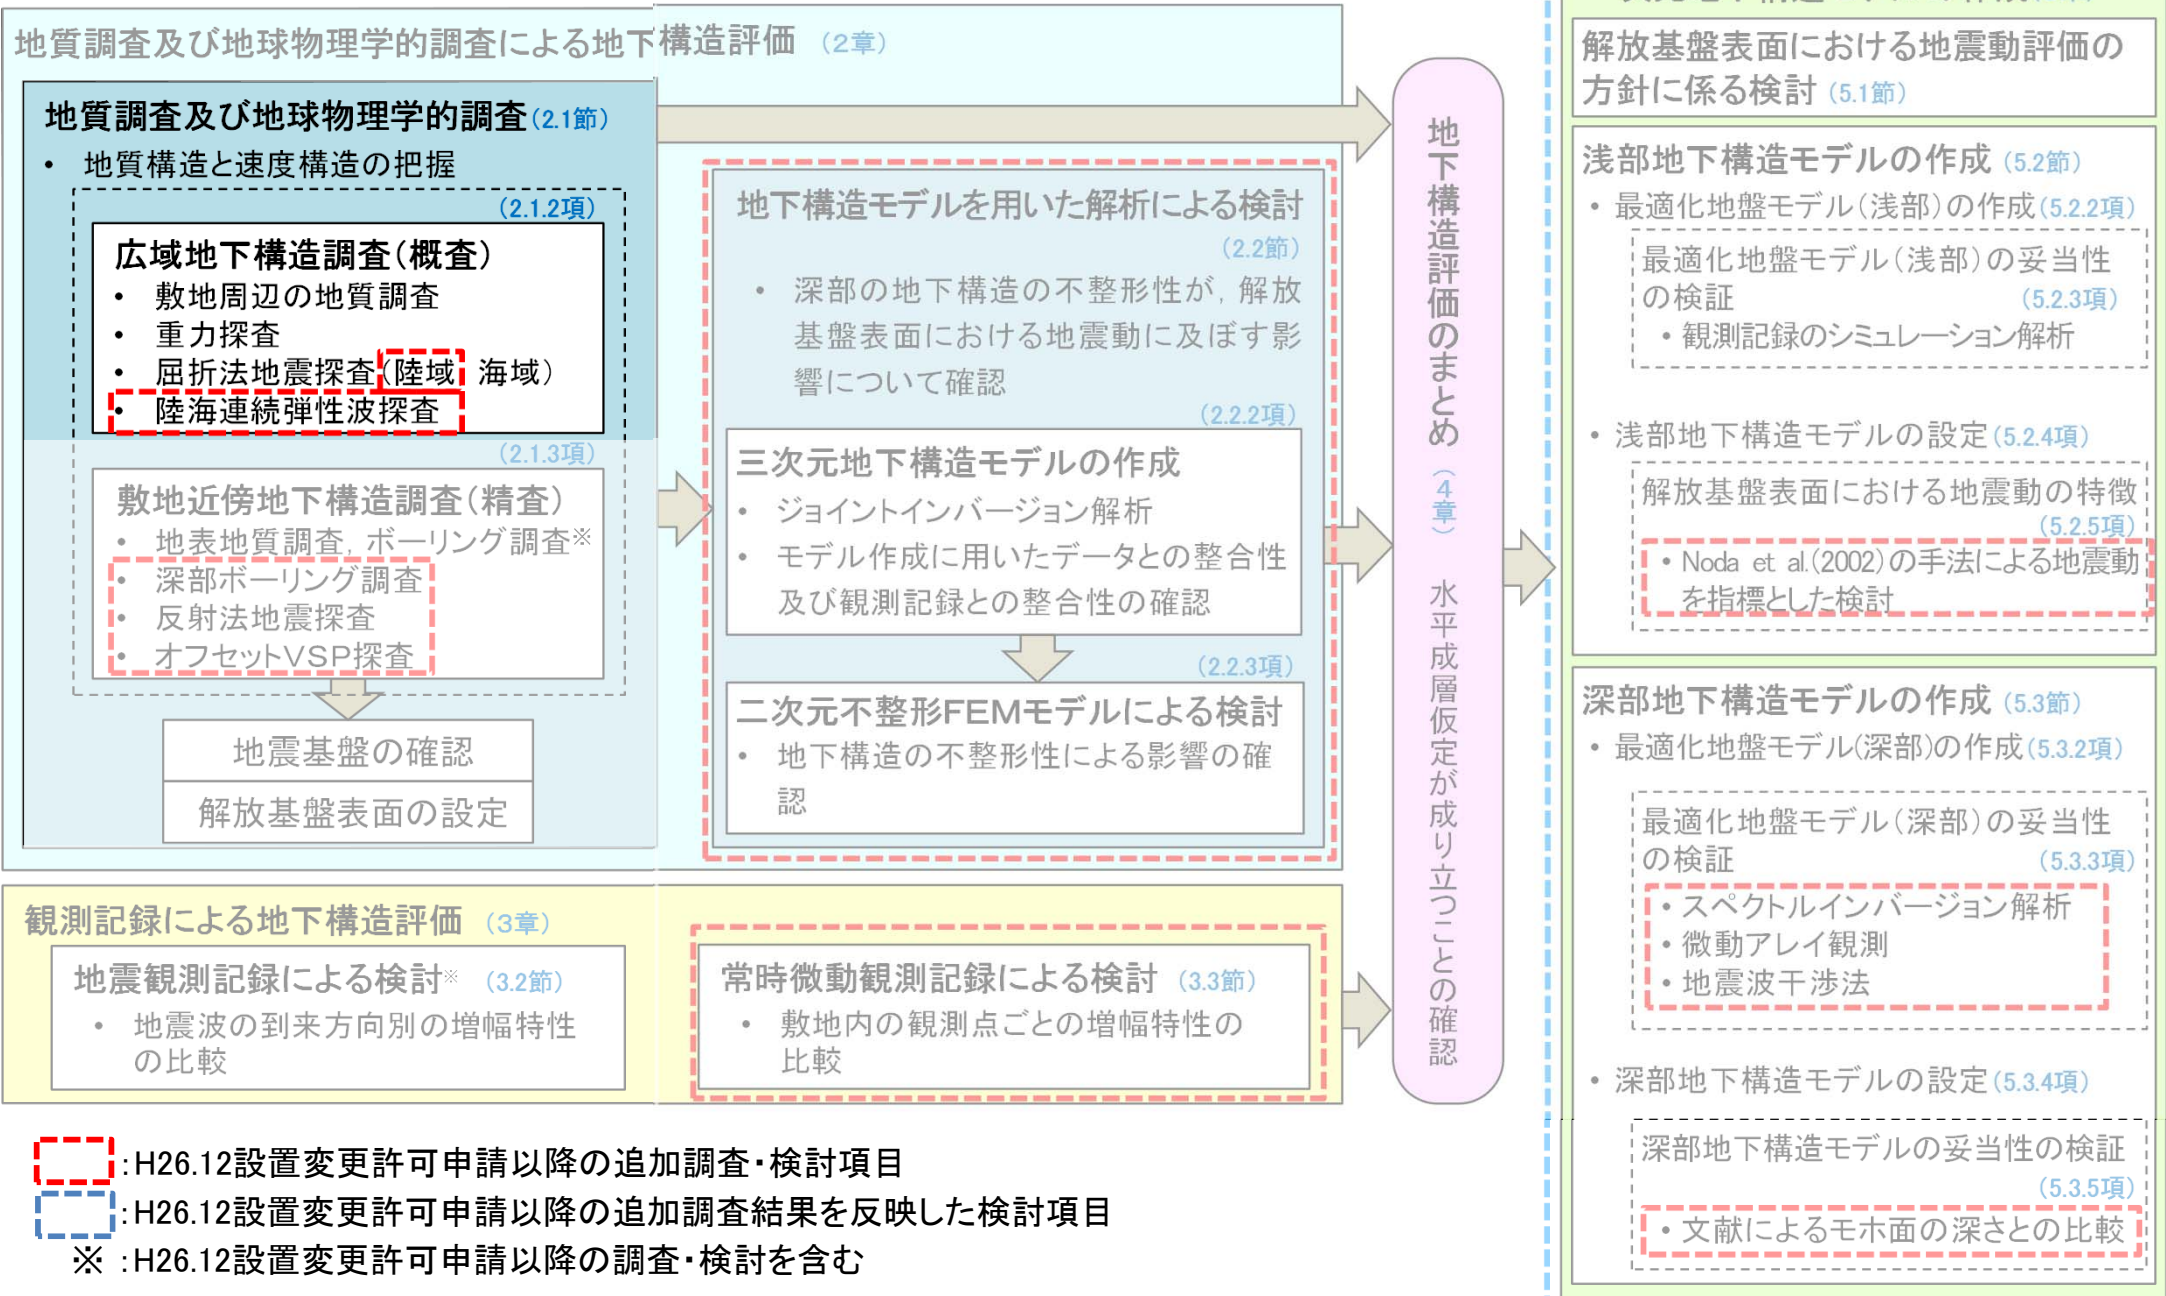 地質調査及び地球物理学的調査による地下構造評価 (2章)
地質調査及び地球物理学的調査(2.1節)
• 地質構造と速度構造の把握
(2.1.2項)
広域地下構造調査(概査)
• 敷地周辺の地質調査
• 重力探査
• 屈折法地震探査(陸域 海域)
• 陸海連続弾性波探査
(2.1.3項)
敷地近傍地下構造調査(精査)
• 地表地質調査,ボーリング調査※
• 深部ボーリング調査
• 反射法地震探査
• オフセットVSP探査
地震基盤の確認
解放基盤表面の設定
地下構造モデルを用いた解析による検討
(2.2節)
• 深部の地下構造の不整形性が,解放
基盤表面における地震動に及ぼす影
響について確認
(2.2.2項)
三次元地下構造モデルの作成
• ジョイントインバージョン解析
• モデル作成に用いたデータとの整合性
及び観測記録との整合性の確認
(2.2.3項)
二次元不整形FEMモデルによる検討
• 地下構造の不整形性による影響の確
認
観測記録による地下構造評価 (3章)
地震観測記録による検討※ (3.2節)
• 地震波の到来方向別の増幅特性
の比較
常時微動観測記録による検討 (3.3節)
• 敷地内の観測点ごとの増幅特性の
比較
地下構造評価のまとめ(4章) 水平成層仮定が成り立つことの確認
解放基盤表面における地震動評価の
方針に係る検討 (5.1節)
浅部地下構造モデルの作成 (5.2節)
• 最適化地盤モデル(浅部)の作成(5.2.2項)
最適化地盤モデル(浅部)の妥当性
の検証 (5.2.3項)
• 観測記録のシミュレーション解析
• 浅部地下構造モデルの設定(5.2.4項)
解放基盤表面における地震動の特徴
(5.2.5項)
• Noda et al.(2002)の手法による地震動
を指標とした検討
深部地下構造モデルの作成 (5.3節)
• 最適化地盤モデル(深部)の作成(5.3.2項)
最適化地盤モデル(深部)の妥当性
の検証 (5.3.3項)
• スペクトルインバージョン解析
• 微動アレイ観測
• 地震波干渉法
• 深部地下構造モデルの設定(5.3.4項)
深部地下構造モデルの妥当性の検証
(5.3.5項)
• 文献によるモホ面の深さとの比較
:H26.12設置変更許可申請以降の追加調査・検討項目
:H26.12設置変更許可申請以降の追加調査結果を反映した検討項目
※ :H26.12設置変更許可申請以降の調査・検討を含む